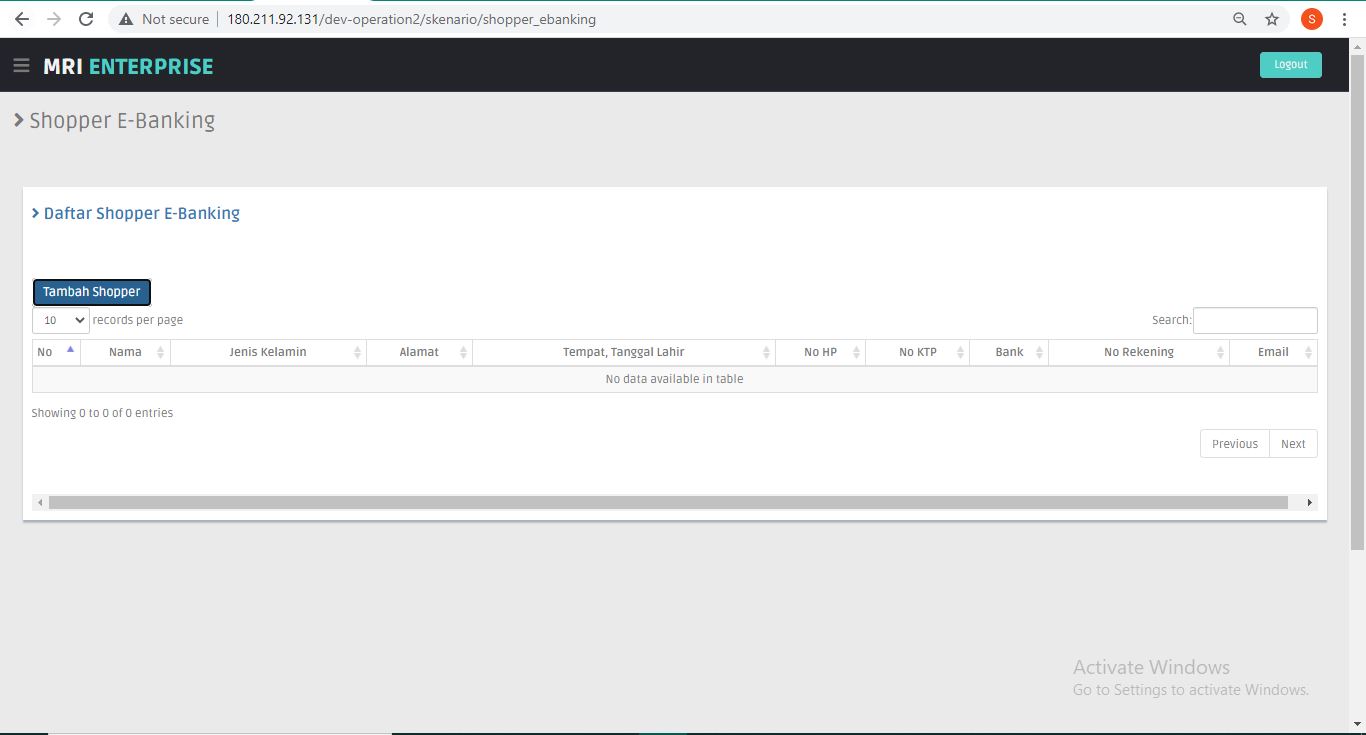 Not secure | 180.211.92.131/dev-operation2/skenario/shopper_ebanking S
MRI ENTERPRISE Logout
Shopper E-Banking
Daftar Shopper E-Banking
Tambah Shopper
10 records per page Search:
No Nama Jenis Kelamin Alamat Tempat, Tanggal Lahir No HP No KTP Bank No Rekening Email
No data available in table
Showing 0 to 0 of 0 entries
Previous Next
Activate Windows
Go to Settings to activate Windows.